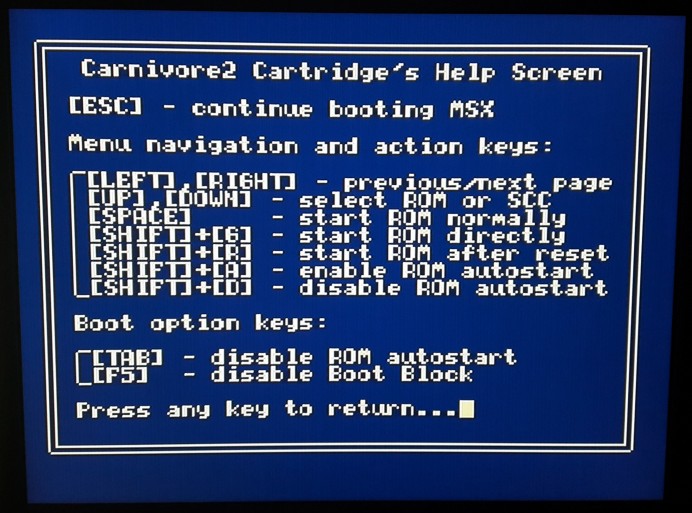 Carnivore2 Cartridge's Help Screen
[ESC] - continue booting MSX
Menu navigation and action keys:
[LEFT],[RIGHT] - previous/next page
[UP],[DOWN] - select ROM or SCC
[SPACE] - start ROM normally
[SHIFT]+[G] - start ROM directly
[SHIFT]+[R] - start ROM after reset
[SHIFT]+[A] - enable ROM autostart
[SHIFT]+[D] - disable ROM autostart
Boot option keys:
[TAB] - disable ROM autostart
[F5] - disable Boot Block
Press any key to return...